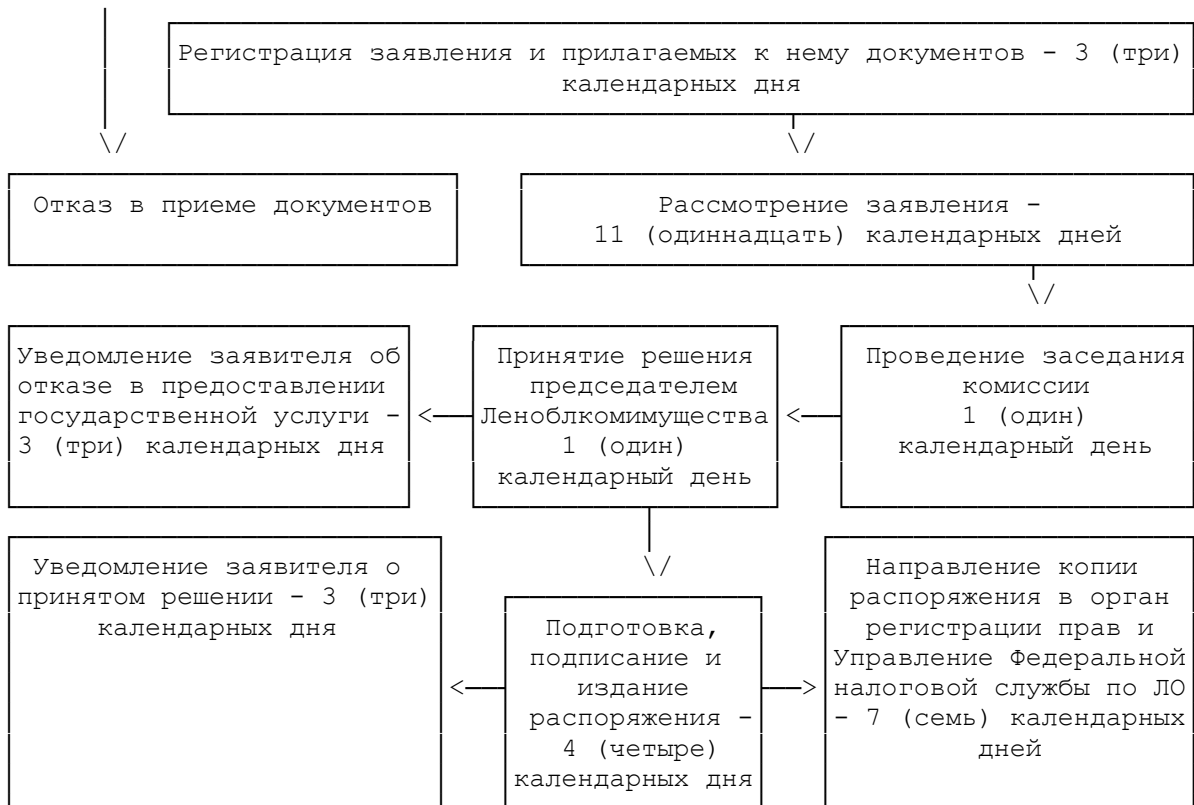 Регистрация заявления и прилагаемых к нему документов - 3 (три)
календарных дня
Отказ в приеме документов
Рассмотрение заявления -
11 (одиннадцать) календарных дней
Уведомление заявителя об
отказе в предоставлении
государственной услуги -
3 (три) календарных дня
Принятие решения
председателем
Леноблкомимущества
1 (один)
календарный день
Проведение заседания
комиссии
1 (один)
календарный день
Уведомление заявителя о
принятом решении - 3 (три)
календарных дня
Подготовка,
подписание и
издание
распоряжения -
4 (четыре)
календарных дня
Направление копии
распоряжения в орган
регистрации прав и
Управление Федеральной
налоговой службы по ЛО
- 7 (семь) календарных
дней